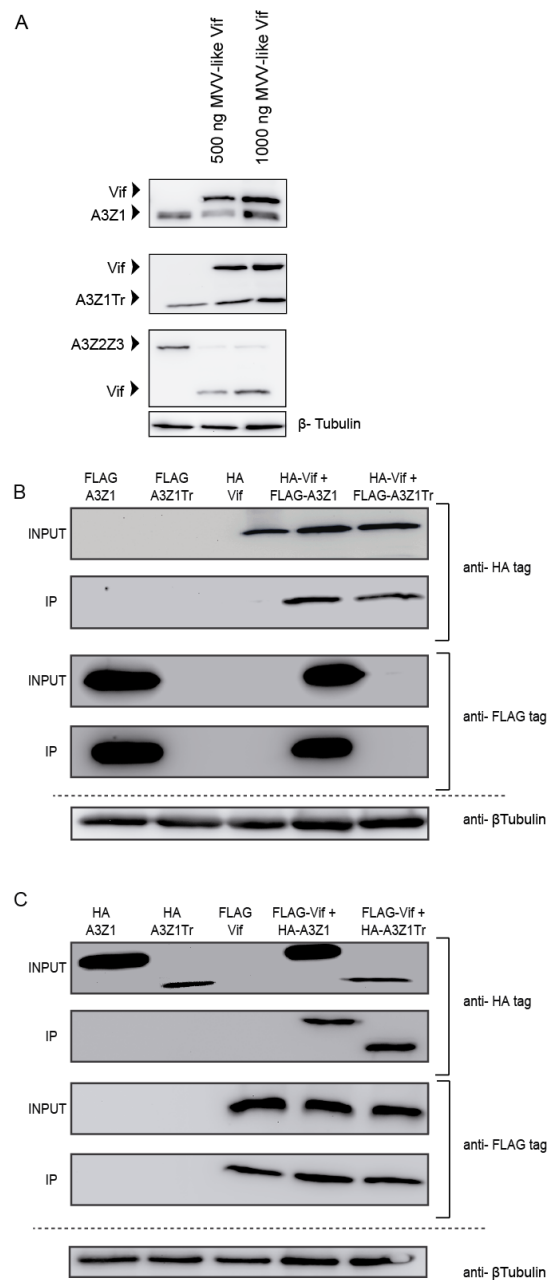 A
500 ng MVV-like Vif
1000 ng MVV-like Vif
Vif
A3Z1
Vif
A3Z1Tr
A3Z2Z3
Vif
β- Tubulin
B
FLAG A3Z1
FLAG A3Z1Tr
HA Vif
HA-Vif + FLAG-A3Z1
HA-Vif + FLAG-A3Z1Tr
INPUT
IP
anti- HA tag
INPUT
IP
anti- FLAG tag
anti- βTubulin
C
HA A3Z1
HA A3Z1Tr
FLAG Vif
FLAG-Vif + HA-A3Z1
FLAG-Vif + HA-A3Z1Tr
INPUT
IP
anti- HA tag
INPUT
IP
anti- FLAG tag
anti- βTubulin